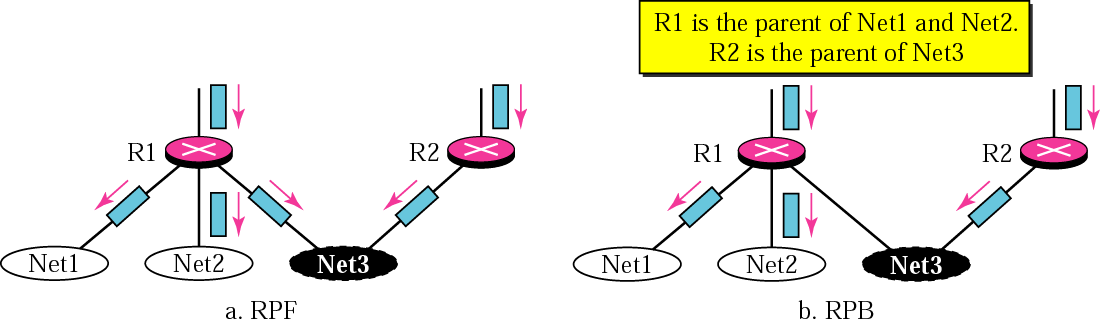 R1 is the parent of Net1 and Net2.
R2 is the parent of Net3
R1
R2
Net1
Net2
Net3
a. RPF
R1
R2
Net1
Net2
Net3
b. RPB